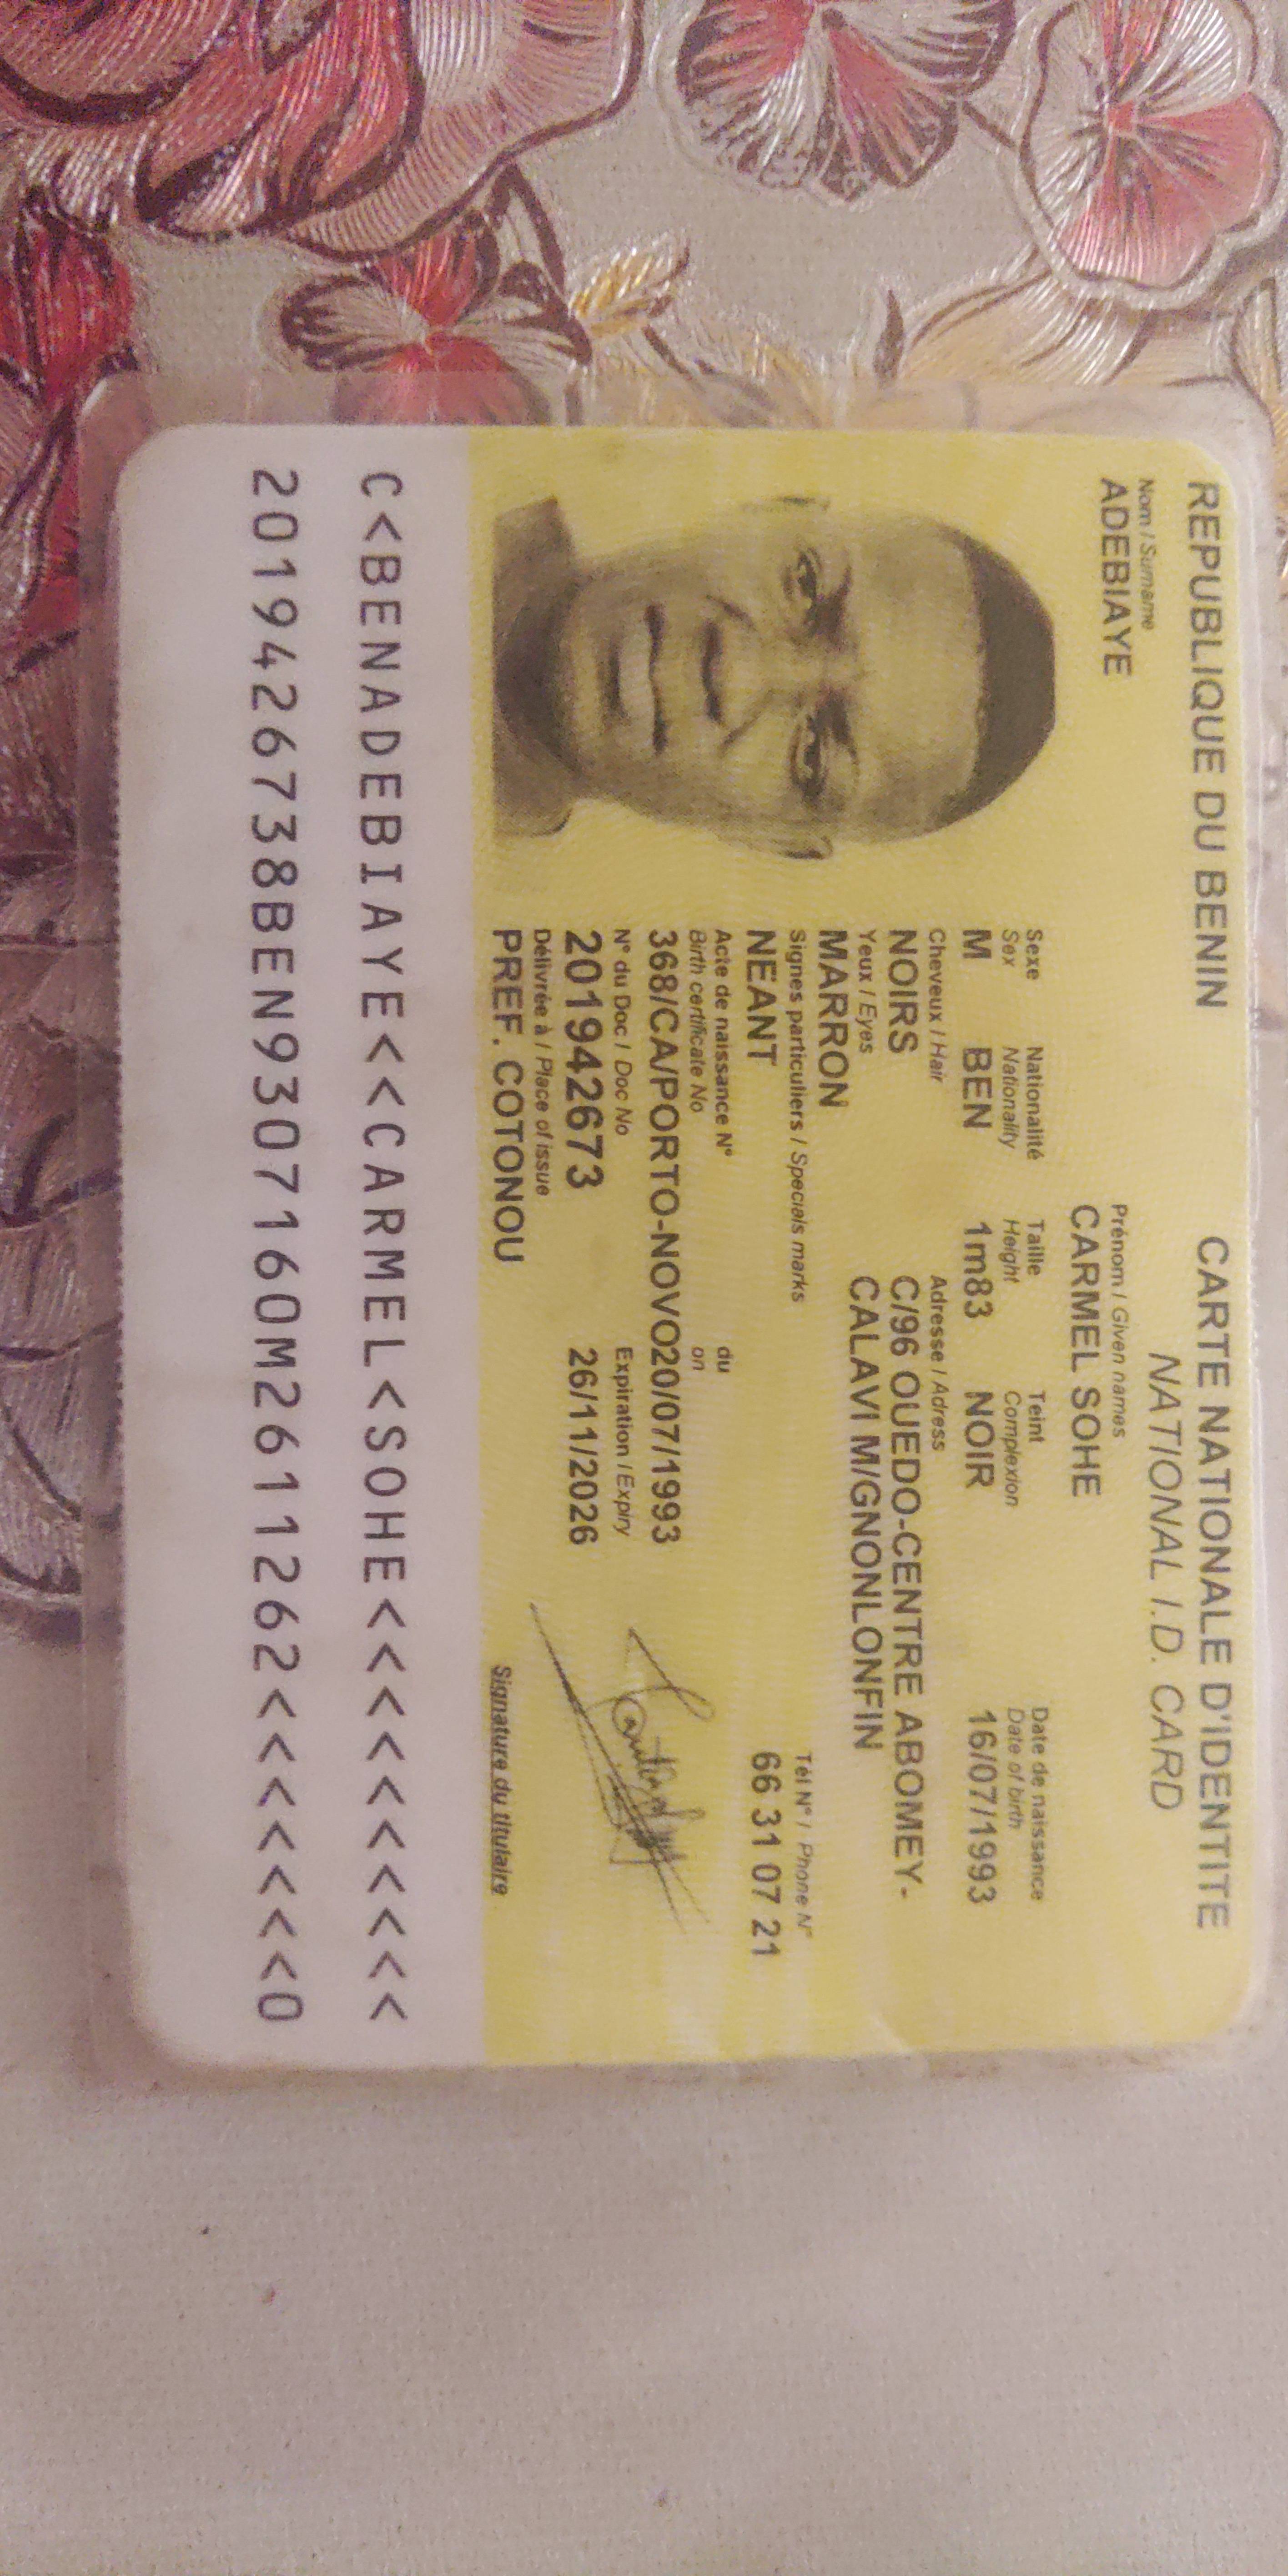 REPUBLIQUE DU BENIN
CARTE NATIONALE D'IDENTITE
NATIONAL I.D. CARD
Nom / Surname
ADEBIAYE
Prénom / Given names
CARMEL SOHE
Sexe Nationalité Taille Teint Date de naissance
Sex Nationality Height Complexion Date of birth
M BEN 1m83 NOIR 16/07/1993
Cheveux / Hair Adresse / Adress
NOIRS C/96 OUEDO-CENTRE ABOMEY-
Yeux / Eyes CALAVI M/GNONLONFIN
MARRON
Signes particuliers / Specials marks Tél N° / Phone N°
NEANT 66 31 07 21
Acte de naissance N° du
Birth certificate No on
368/CA/PORTO-NOVO20/07/1993
N° du Doc / Doc No Expiration / Expiry
201942673 26/11/2026
Délivrée à / Place of issue
PREF. COTONOU
Signature du titulaire
C<BENADEBIAYE<<CARMEL<SOHE<<<<<<<<
2019426738BEN9307160M2611262<<<<<<<0